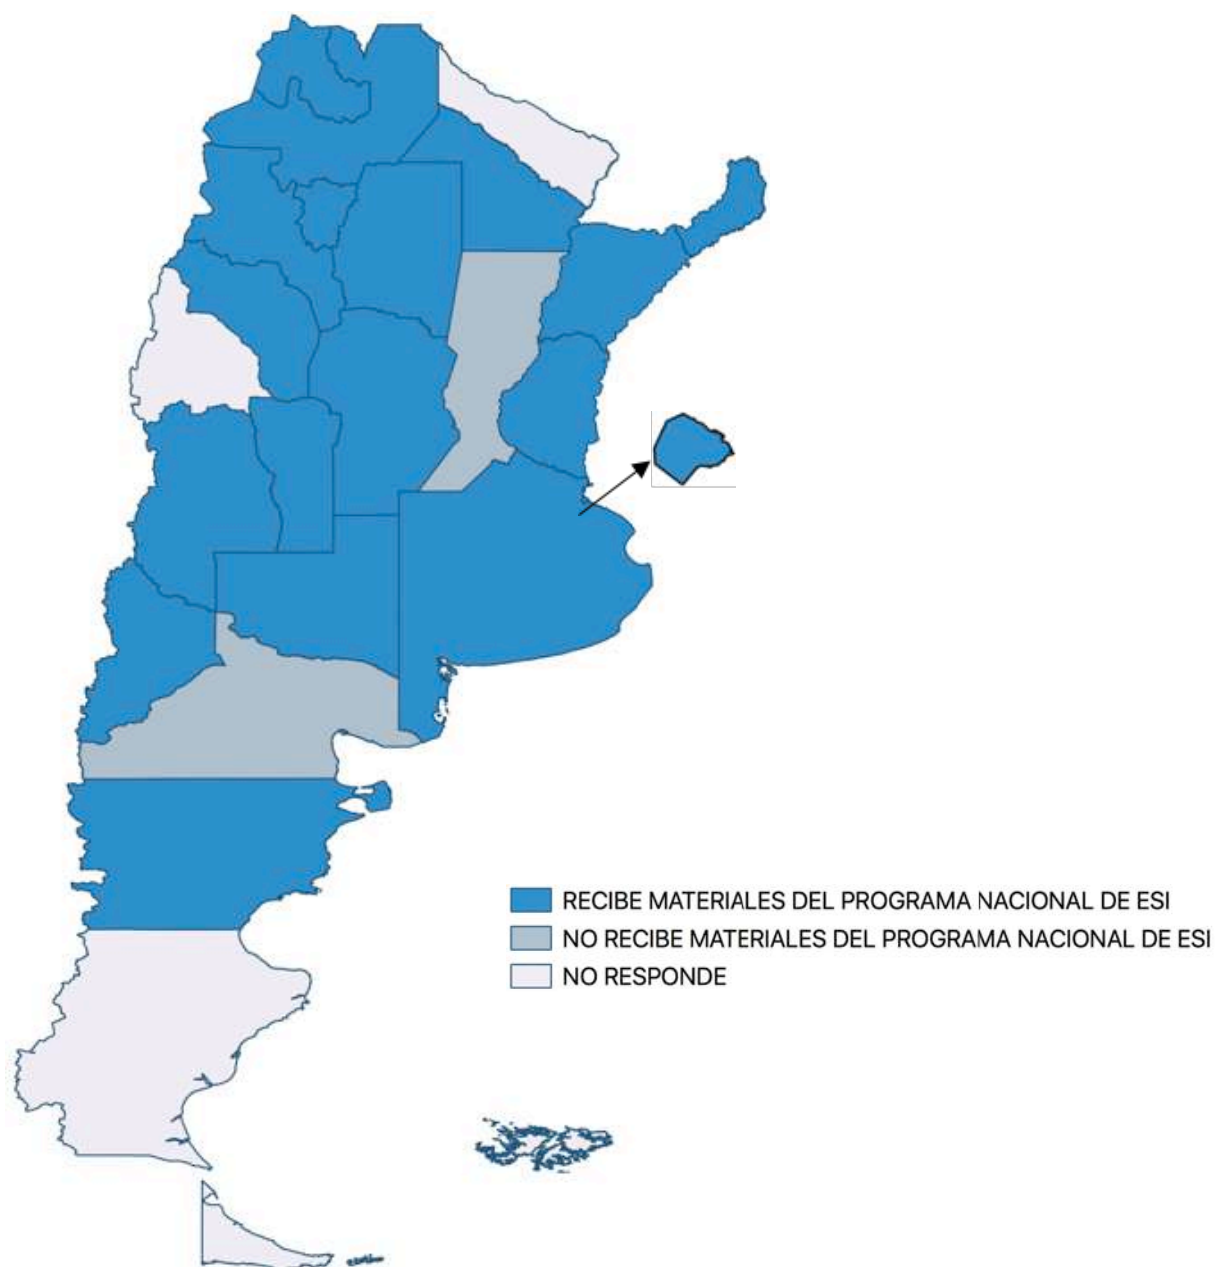 RECIBE MATERIALES DEL PROGRAMA NACIONAL DE ESI
NO RECIBE MATERIALES DEL PROGRAMA NACIONAL DE ESI
NO RESPONDE